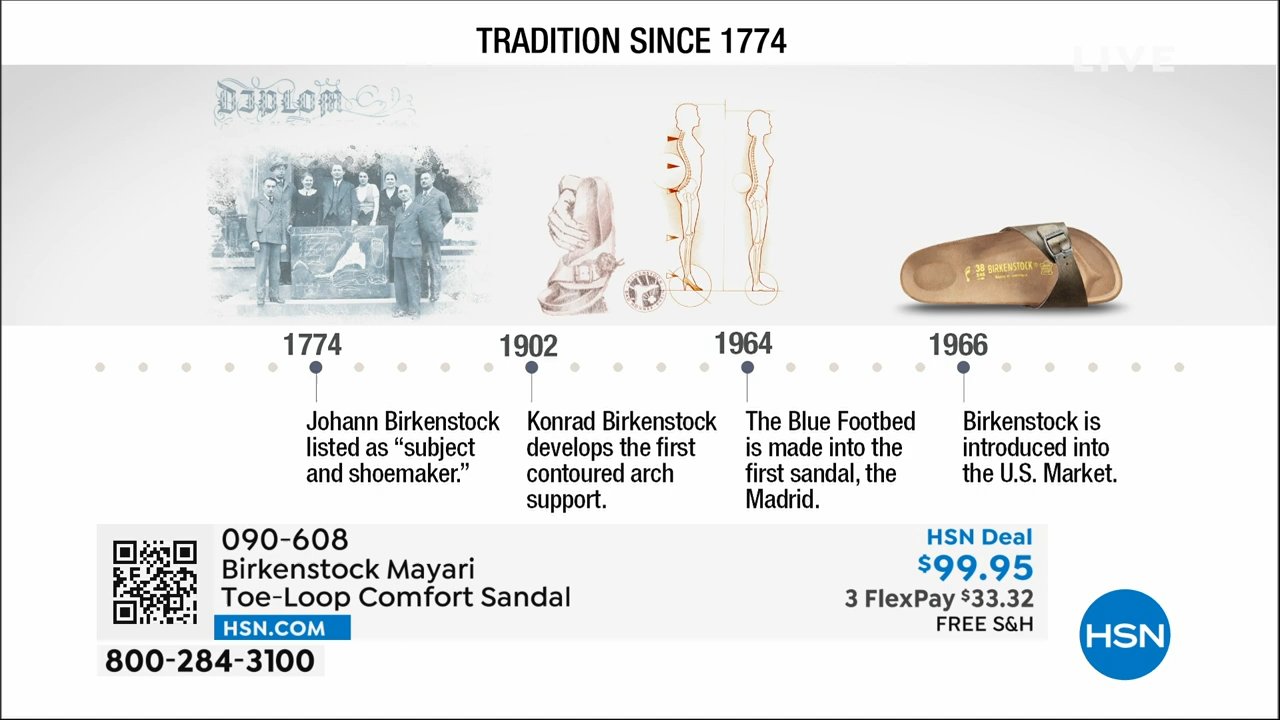 TRADITION SINCE 1774
LIVE
Diplom
BIRKENSTOCK
38
1774
1902
1964
1966
Johann Birkenstock
listed as “subject
and shoemaker.”
Konrad Birkenstock
develops the first
contoured arch
support.
The Blue Footbed
is made into the
first sandal, the
Madrid.
Birkenstock is
introduced into
the U.S. Market.
090-608
Birkenstock Mayari
Toe-Loop Comfort Sandal
HSN.COM
800-284-3100
HSN Deal
$99.95
3 FlexPay $33.32
FREE S&H
HSN